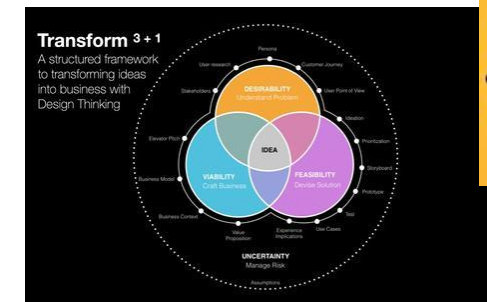 Transform 3 + 1
A structured framework
to transforming ideas
into business with
Design Thinking
Persona
User research
Customer Journey
Stakeholders
User Point of View
DESIRABILITY
Understand Problem
Ideation
Elevator Pitch
Prioritization
IDEA
Storyboard
VIABILITY
Craft Business
FEASIBILITY
Devise Solution
Business Model
Prototype
Business Context
Test
Value
Proposition
Experience
Implications
Use Cases
UNCERTAINTY
Manage Risk
Assumptions